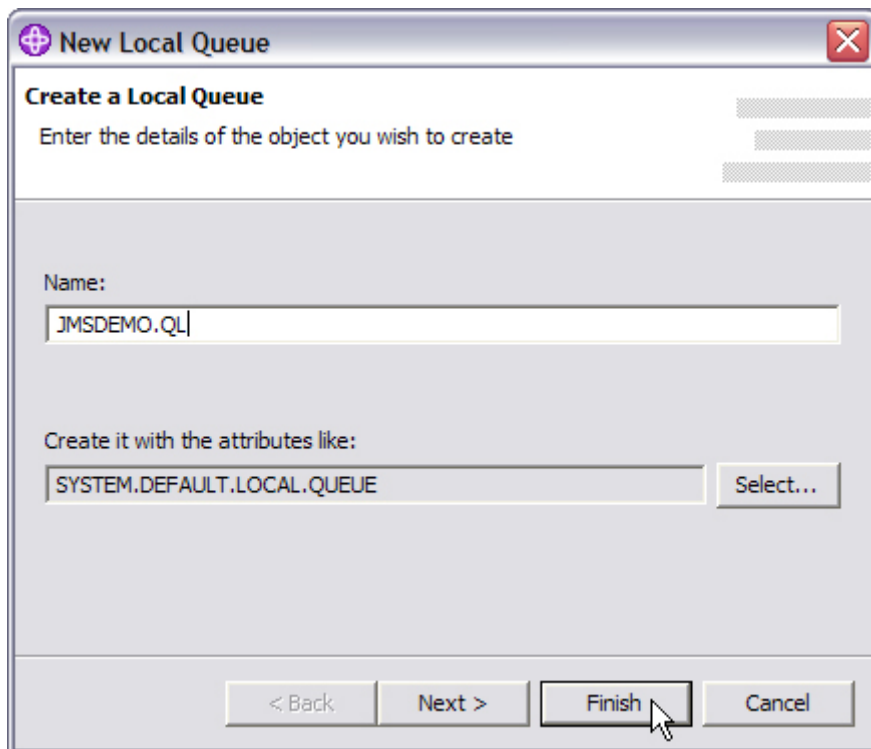 New Local Queue
Create a Local Queue
Enter the details of the object you wish to create
Name:
JMSDEMO.QL
Create it with the attributes like:
SYSTEM.DEFAULT.LOCAL.QUEUE
Select...
< Back Next > Finish Cancel